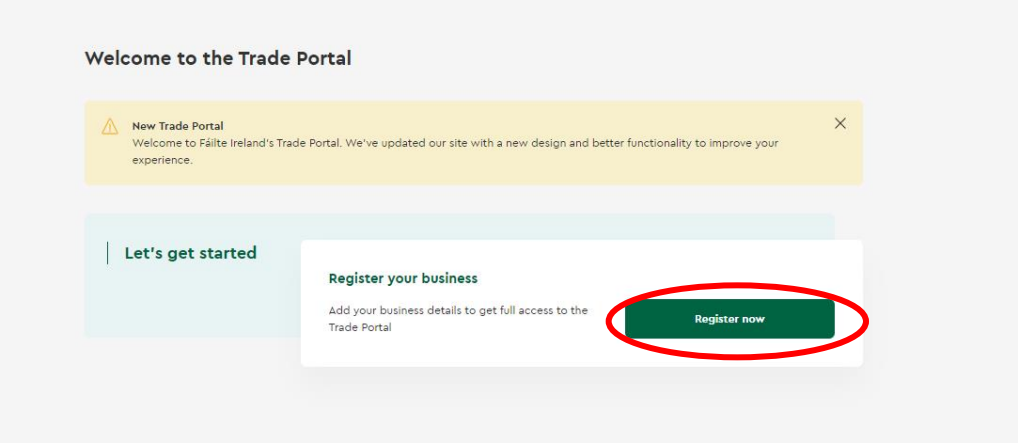 Welcome to the Trade Portal
New Trade Portal
Welcome to Fáilte Ireland's Trade Portal. We've updated our site with a new design and better functionality to improve your
experience.
Let's get started
Register your business
Add your business details to get full access to the
Trade Portal
Register now